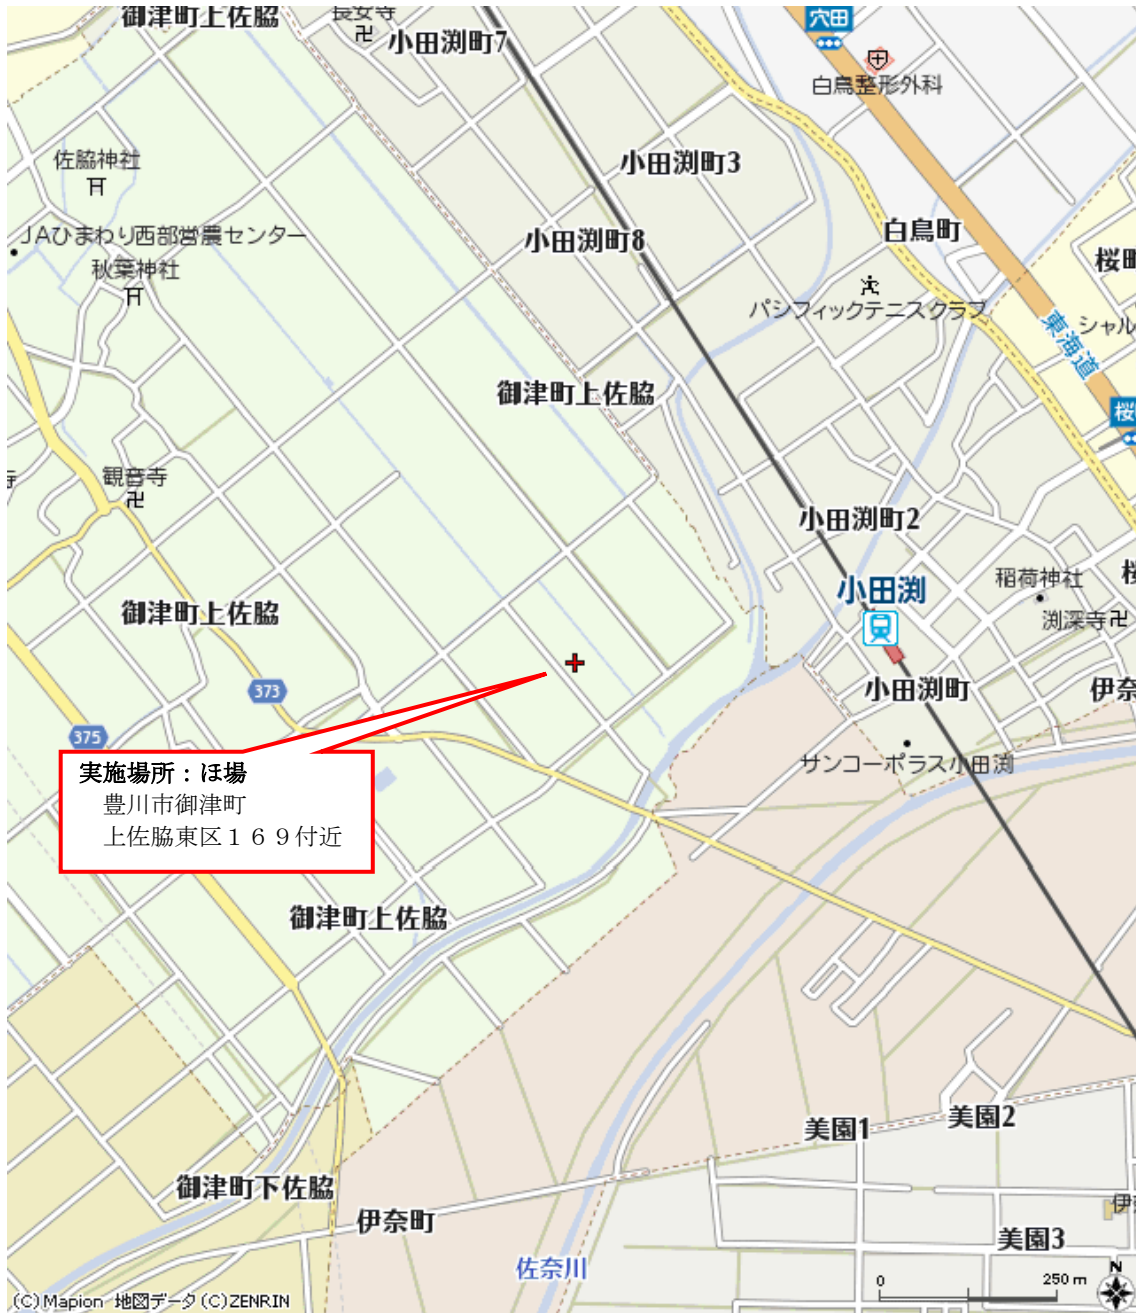 御津町上佐脇
長安寺
小田渕町7
穴田
白鳥整形外科
佐脇神社
小田渕町3
JAひまわり西部営農センター
小田渕町8
白鳥町
桜町
秋葉神社
パシフィックテニスクラブ
シャル
東海道
御津町上佐脇
桜
観音寺
寺
小田渕町2
小田渕
稲荷神社
御津町上佐脇
渕深寺
373
小田渕町
伊奈
375
サンコーポラス小田渕
実施場所：ほ場
豊川市御津町
上佐脇東区１６９付近
御津町上佐脇
美園1
美園2
御津町下佐脇
伊奈町
美園3
佐奈川
0
250 m
N
(C)Mapion 地図データ(C)ZENRIN